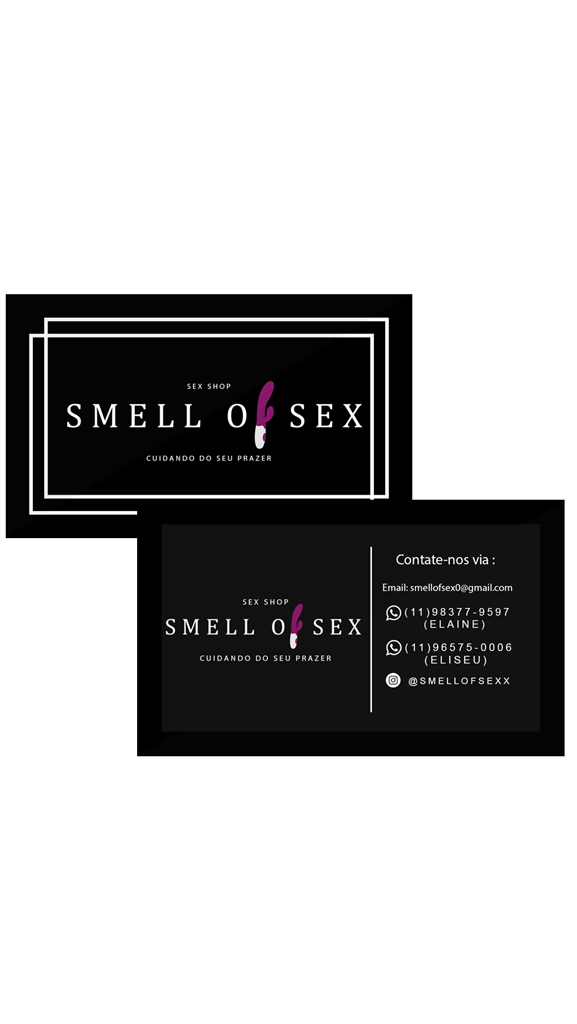 SEX SHOP
SMELL OF SEX
CUIDANDO DO SEU PRAZER
SEX SHOP
SMELL OF SEX
CUIDANDO DO SEU PRAZER
Contate-nos via :
Email: smellofsex0@gmail.com
(11)98377-9597
(ELAINE)
(11)96575-0006
(ELISEU)
@SMELLOFSEXX